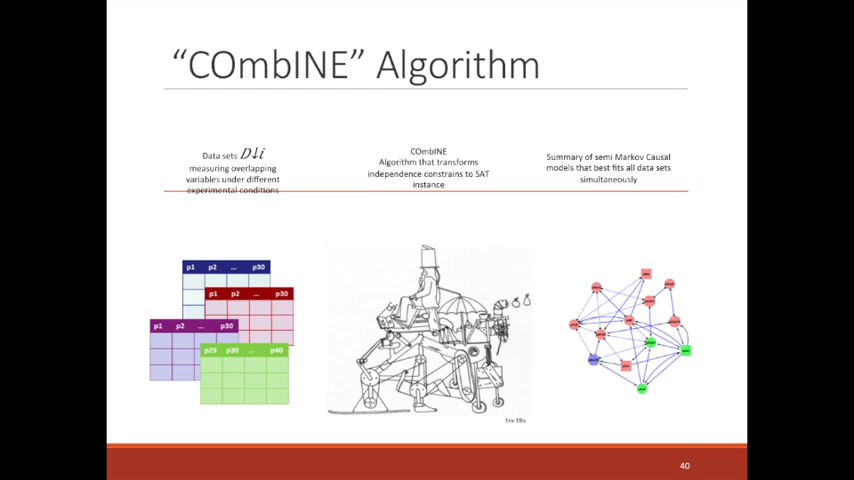 “COmbINE” Algorithm
Data sets D↓i
measuring overlapping
variables under different
experimental conditions
COmbINE
Algorithm that transforms
independence constrains to SAT
instance
Summary of semi Markov Causal
models that best fits all data sets
simultaneously
p1 p2 ... p30
p1 p2 ... p30
p1 p2 ... p30
p29 p30 ... p40
Eric Ellis
40